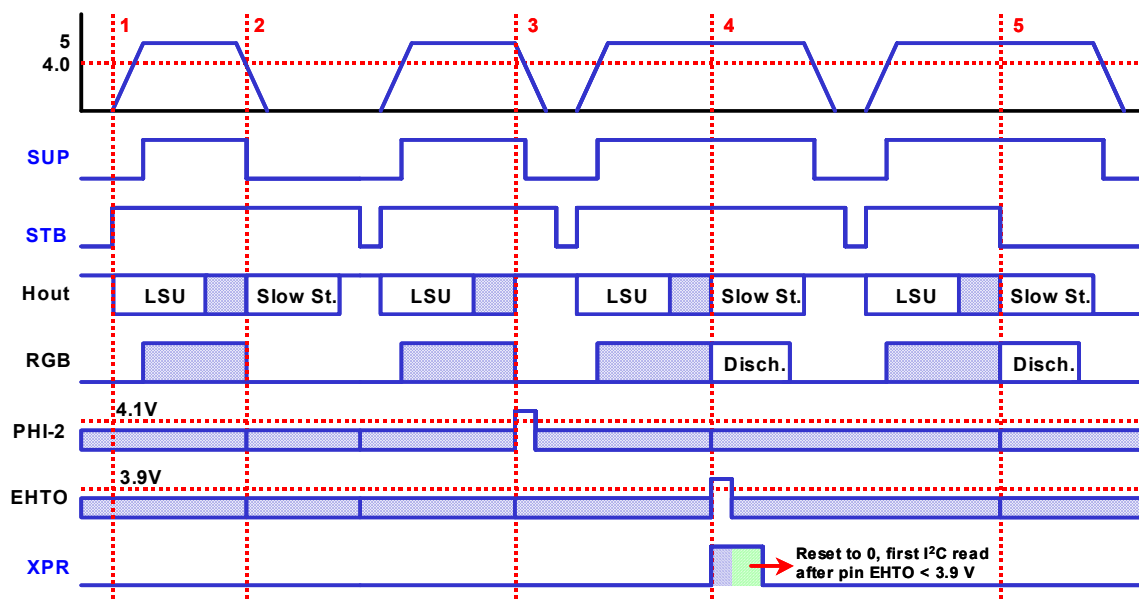 1 2 3 4 5
5
4.0
SUP
STB
Hout LSU Slow St. LSU LSU Slow St. LSU Slow St.
RGB Disch. Disch.
4.1V
PHI-2
3.9V
EHTO
XPR
Reset to 0, first I²C read
after pin EHTO < 3.9 V